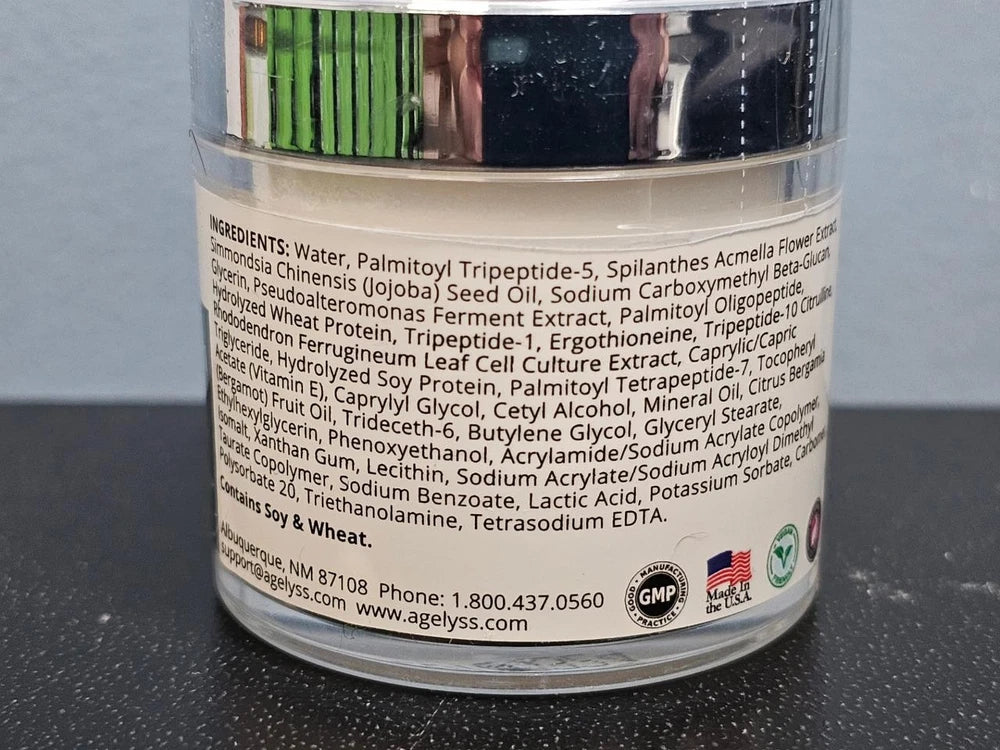 INGREDIENTS: Water, Palmitoyl Tripeptide-5, Spilanthes Acmella Flower Extract,
Simmondsia Chinensis (Jojoba) Seed Oil, Sodium Carboxymethyl Beta-Glucan,
Glycerin, Pseudoalteromonas Ferment Extract, Palmitoyl Oligopeptide,
Hydrolyzed Wheat Protein, Tripeptide-1, Ergothioneine, Tripeptide-10 Citrulline,
Rhododendron Ferrugineum Leaf Cell Culture Extract, Caprylic/Capric
Triglyceride, Hydrolyzed Soy Protein, Palmitoyl Tetrapeptide-7, Tocopheryl
Acetate (Vitamin E), Caprylyl Glycol, Cetyl Alcohol, Mineral Oil, Citrus Bergamia
(Bergamot) Fruit Oil, Trideceth-6, Butylene Glycol, Glyceryl Stearate,
Ethylhexylglycerin, Phenoxyethanol, Acrylamide/Sodium Acrylate Copolymer,
Isomalt, Xanthan Gum, Lecithin, Sodium Acrylate/Sodium Acryloyl Dimethyl
Taurate Copolymer, Sodium Benzoate, Lactic Acid, Potassium Sorbate,
Polysorbate 20, Triethanolamine, Tetrasodium EDTA.
Contains Soy & Wheat.
Albuquerque, NM 87108 Phone: 1.800.437.0560
support@agelyss.com www.agelyss.com
GOOD MANUFACTURING PRACTICE
GMP
Made In
the U.S.A.
VEGAN
FRIENDLY